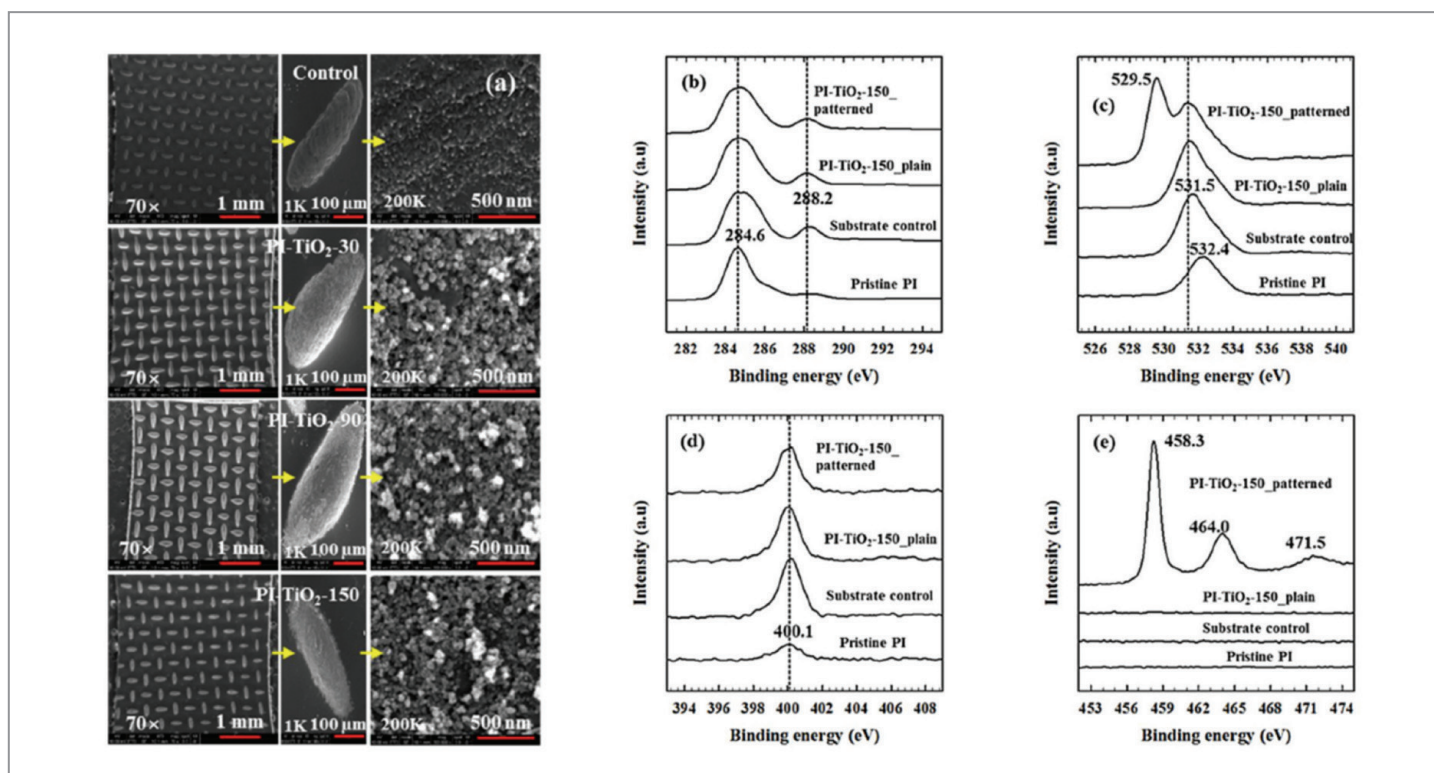 Control
(a)
70×
1 mm
1K 100 µm
200K
500 nm
PI-TiO₂-30
70×
1 mm
1K 100 µm
200K
500 nm
PI-TiO₂-90
70×
1 mm
1K 100 µm
200K
500 nm
PI-TiO₂-150
70×
1 mm
1K 100 µm
200K
500 nm
(b)
PI-TiO₂-150_
patterned
PI-TiO₂-150_plain
288.2
Substrate control
284.6
Pristine PI
Intensity (a.u)
282 284 286 288 290 292 294
Binding energy (eV)
(c)
529.5
PI-TiO₂-150_patterned
PI-TiO₂-150_plain
531.5
Substrate control
532.4
Pristine PI
Intensity (a.u)
526 528 530 532 534 536 538 540
Binding energy (eV)
(d)
PI-TiO₂-150_
patterned
PI-TiO₂-150_plain
Substrate control
Pristine PI
400.1
Intensity (a.u)
394 396 398 400 402 404 406 408
Binding energy (eV)
(e)
458.3
PI-TiO₂-150_patterned
464.0
471.5
PI-TiO₂-150_plain
Substrate control
Pristine PI
Intensity (a.u)
453 456 459 462 465 468 471 474
Binding energy (eV)